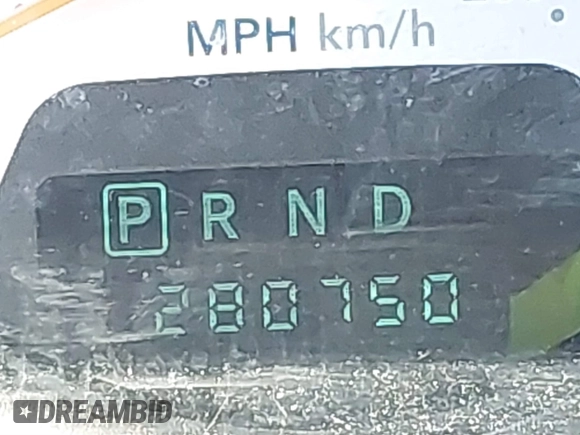 MPH km/h
P R N D
280750
DREAMBID